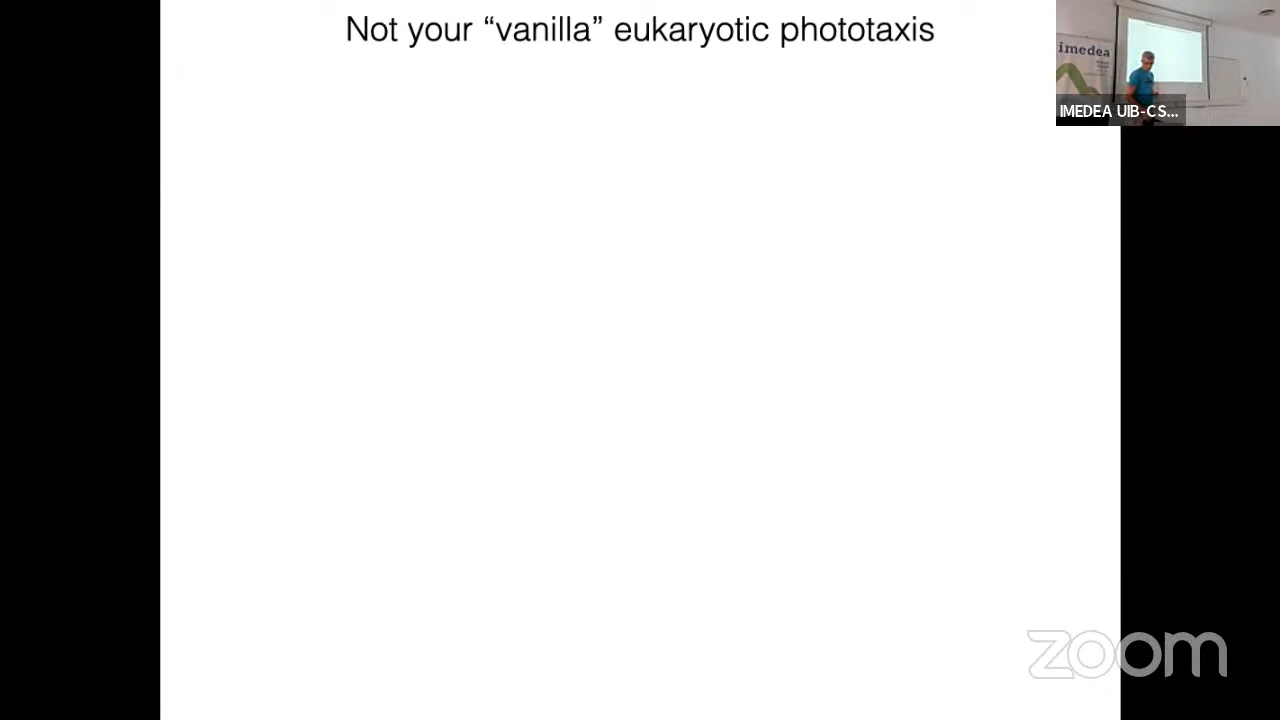 Not your “vanilla” eukaryotic phototaxis
imedea
IMEDEA UIB-CS...
zoom